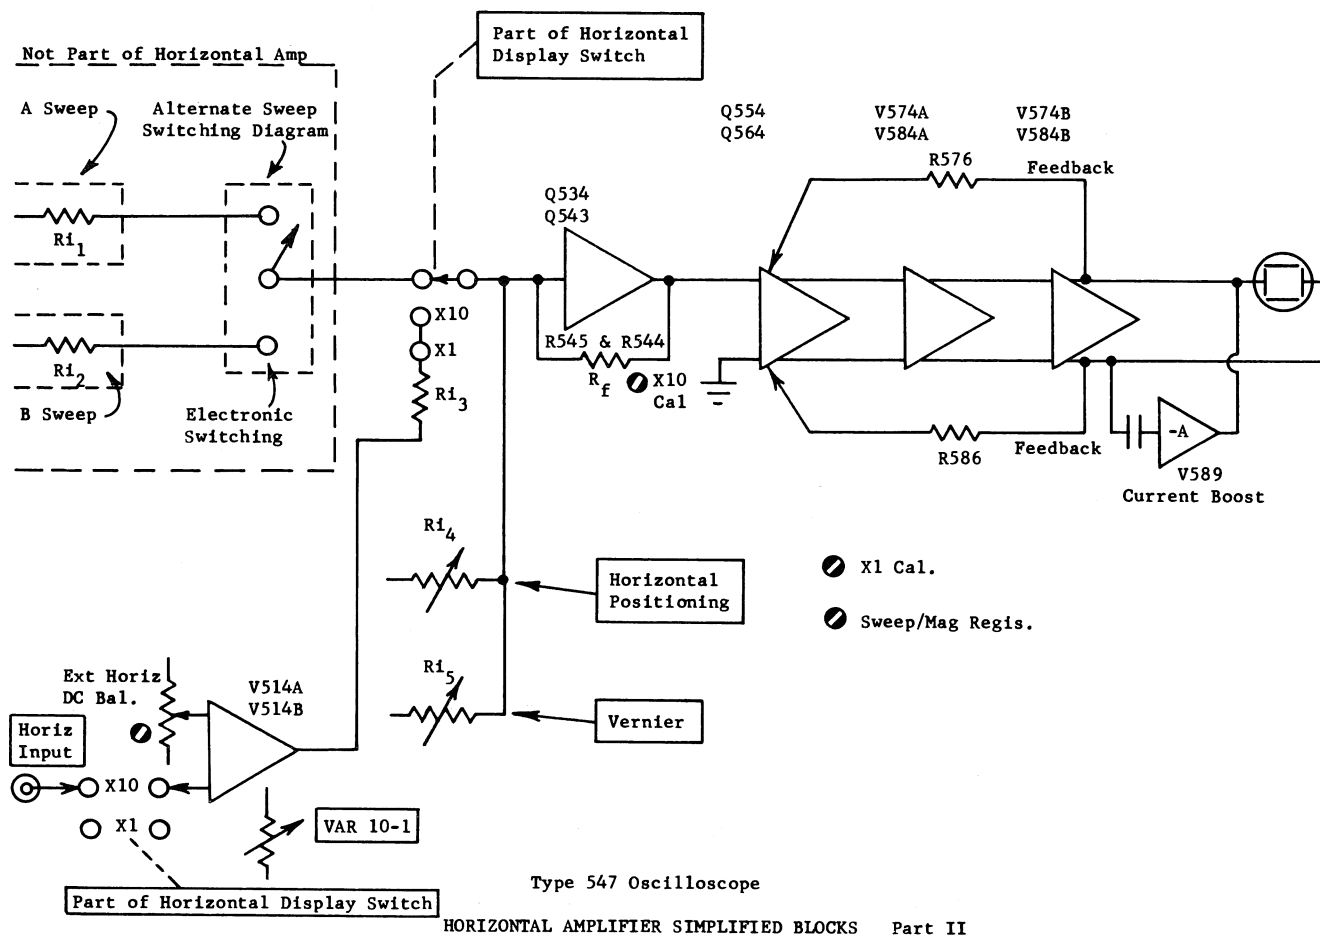 Not Part of Horizontal Amp
Part of Horizontal
Display Switch
A Sweep
Alternate Sweep
Switching Diagram
Q554
Q564
V574A
V584A
V574B
V584B
R576
Feedback
Q534
Q543
Ri1
X10
X1
R545 & R544
Rf
X10
Cal
Ri2
Ri3
B Sweep
Electronic
Switching
R586
Feedback
-A
V589
Current Boost
Ri4
Horizontal
Positioning
X1 Cal.
Sweep/Mag Regis.
Ri5
Vernier
Ext Horiz
DC Bal.
V514A
V514B
Horiz
Input
X10
X1
VAR 10-1
Part of Horizontal Display Switch
Type 547 Oscilloscope
HORIZONTAL AMPLIFIER SIMPLIFIED BLOCKS Part II